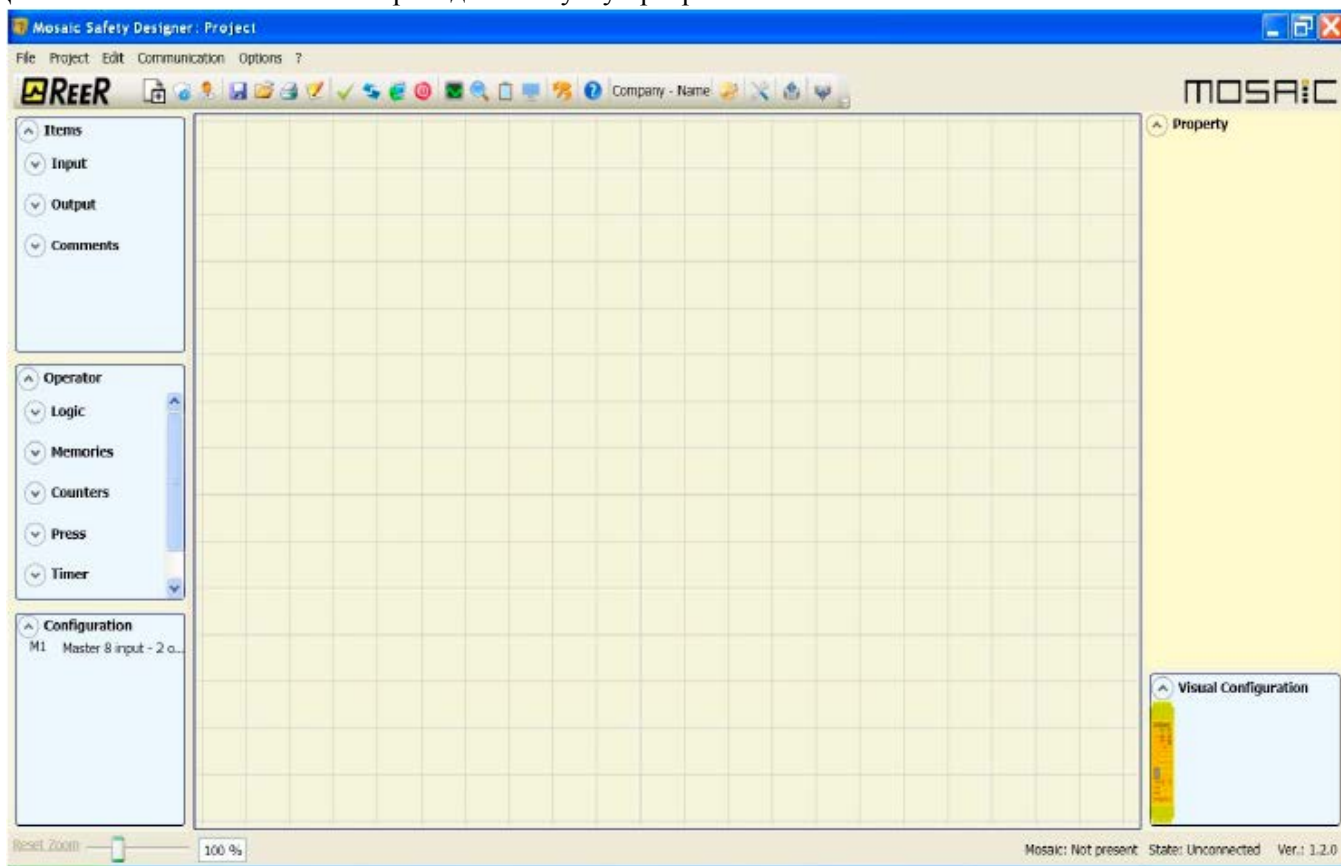 Mosaic Safety Designer: Project
File Project Edit Communication Options ?
REER Company - Name MOSAIC
Items
Input
Output
Comments
Operator
Logic
Memories
Counters
Press
Timer
Configuration
M1 Master 8 input - 2 o...
Property
Visual Configuration
Reset Zoom 100 % Mosaic: Not present State: Unconnected Ver.: 1.2.0